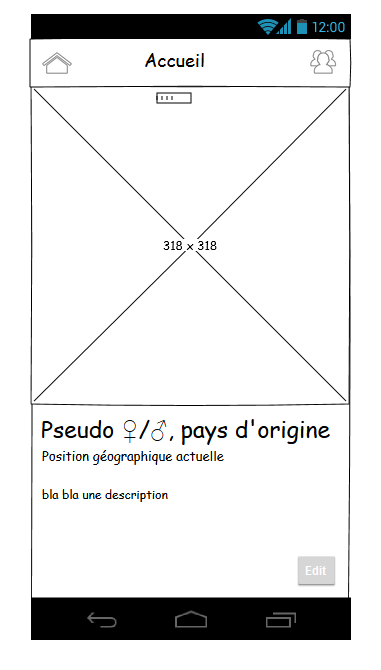 12:00
Accueil
318 x 318
Pseudo ♀/♂, pays d'origine
Position géographique actuelle
bla bla une description
Edit